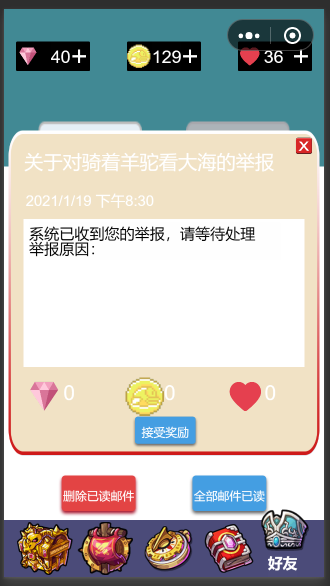 40+
129+
36 +
关于对骑着羊驼看大海的举报
2021/1/19 下午8:30
系统已收到您的举报，请等待处理
举报原因：
0
0
0
接受奖励
删除已读邮件
全部邮件已读
好友